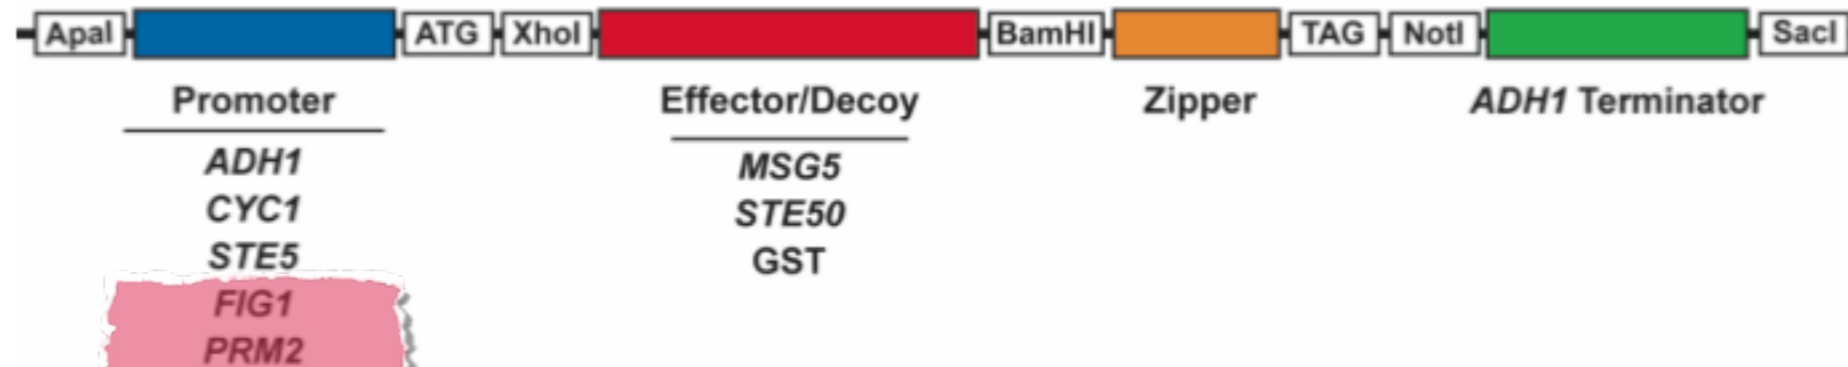 ApaI ATG XhoI BamHI TAG NotI SacI
Promoter Effector/Decoy Zipper ADH1 Terminator
ADH1 MSG5
CYC1 STE50
STE5 GST
FIG1
PRM2